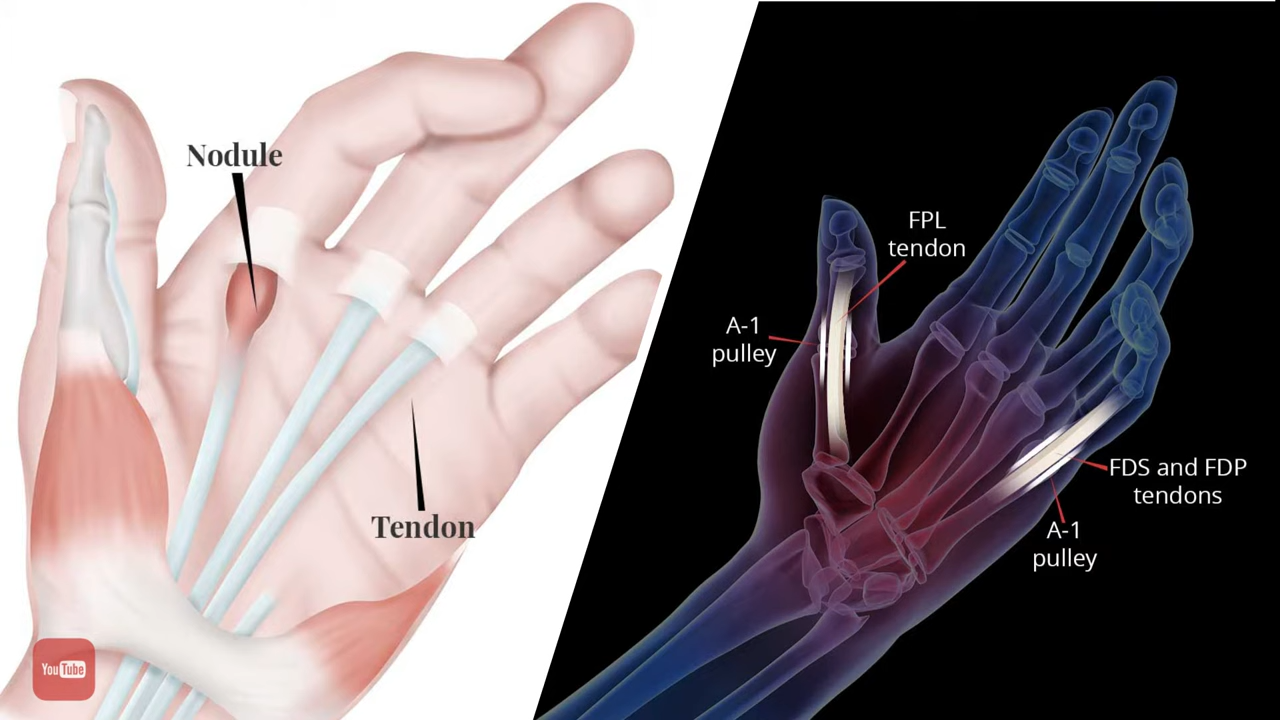 Nodule
Tendon
YouTube
FPL
tendon
A-1
pulley
FDS and FDP
tendons
A-1
pulley